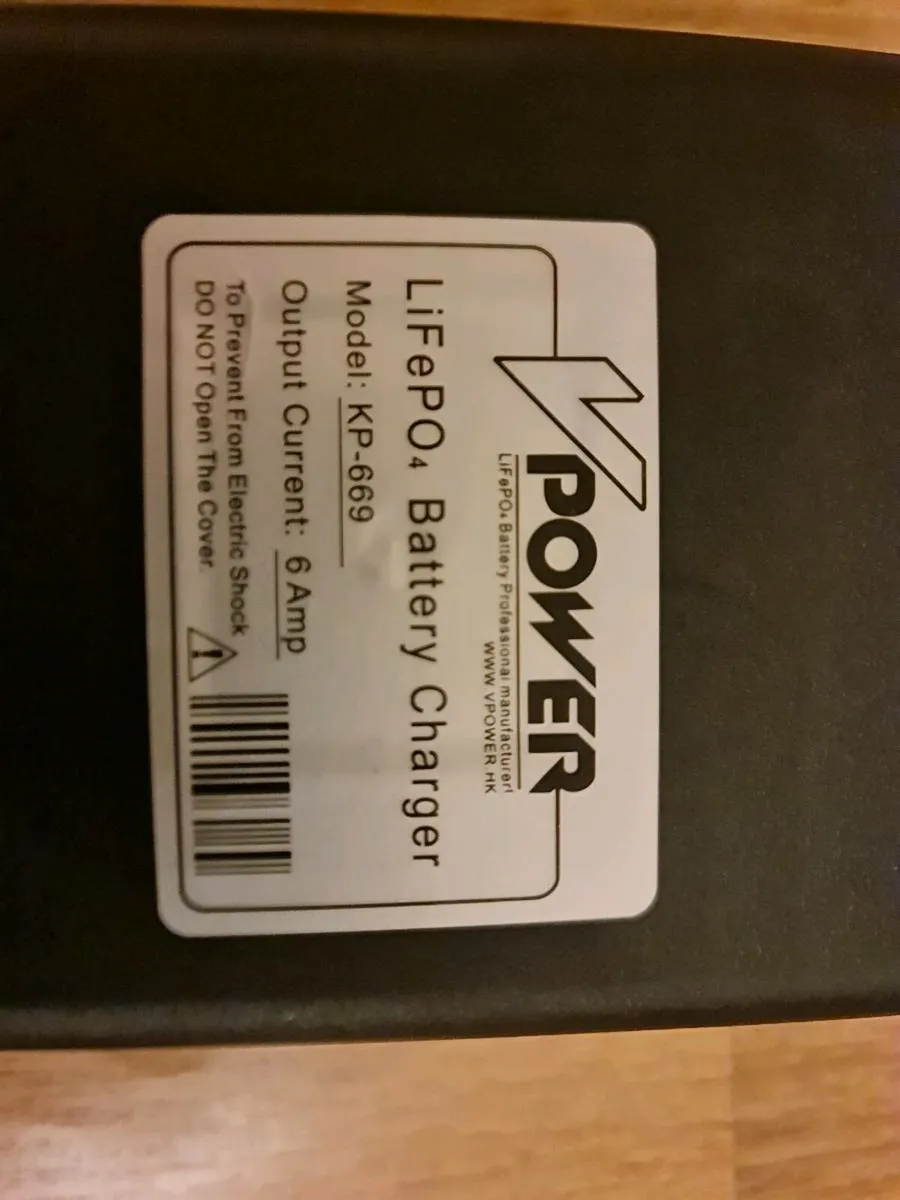 VPOWER
LiFePO₄ Battery Professional manufacturer!
WWW.VPOWER.HK
LiFePO₄ Battery Charger
Model: KP-669
Output Current: 6 Amp
To Prevent From Electric Shock
DO NOT Open The Cover.